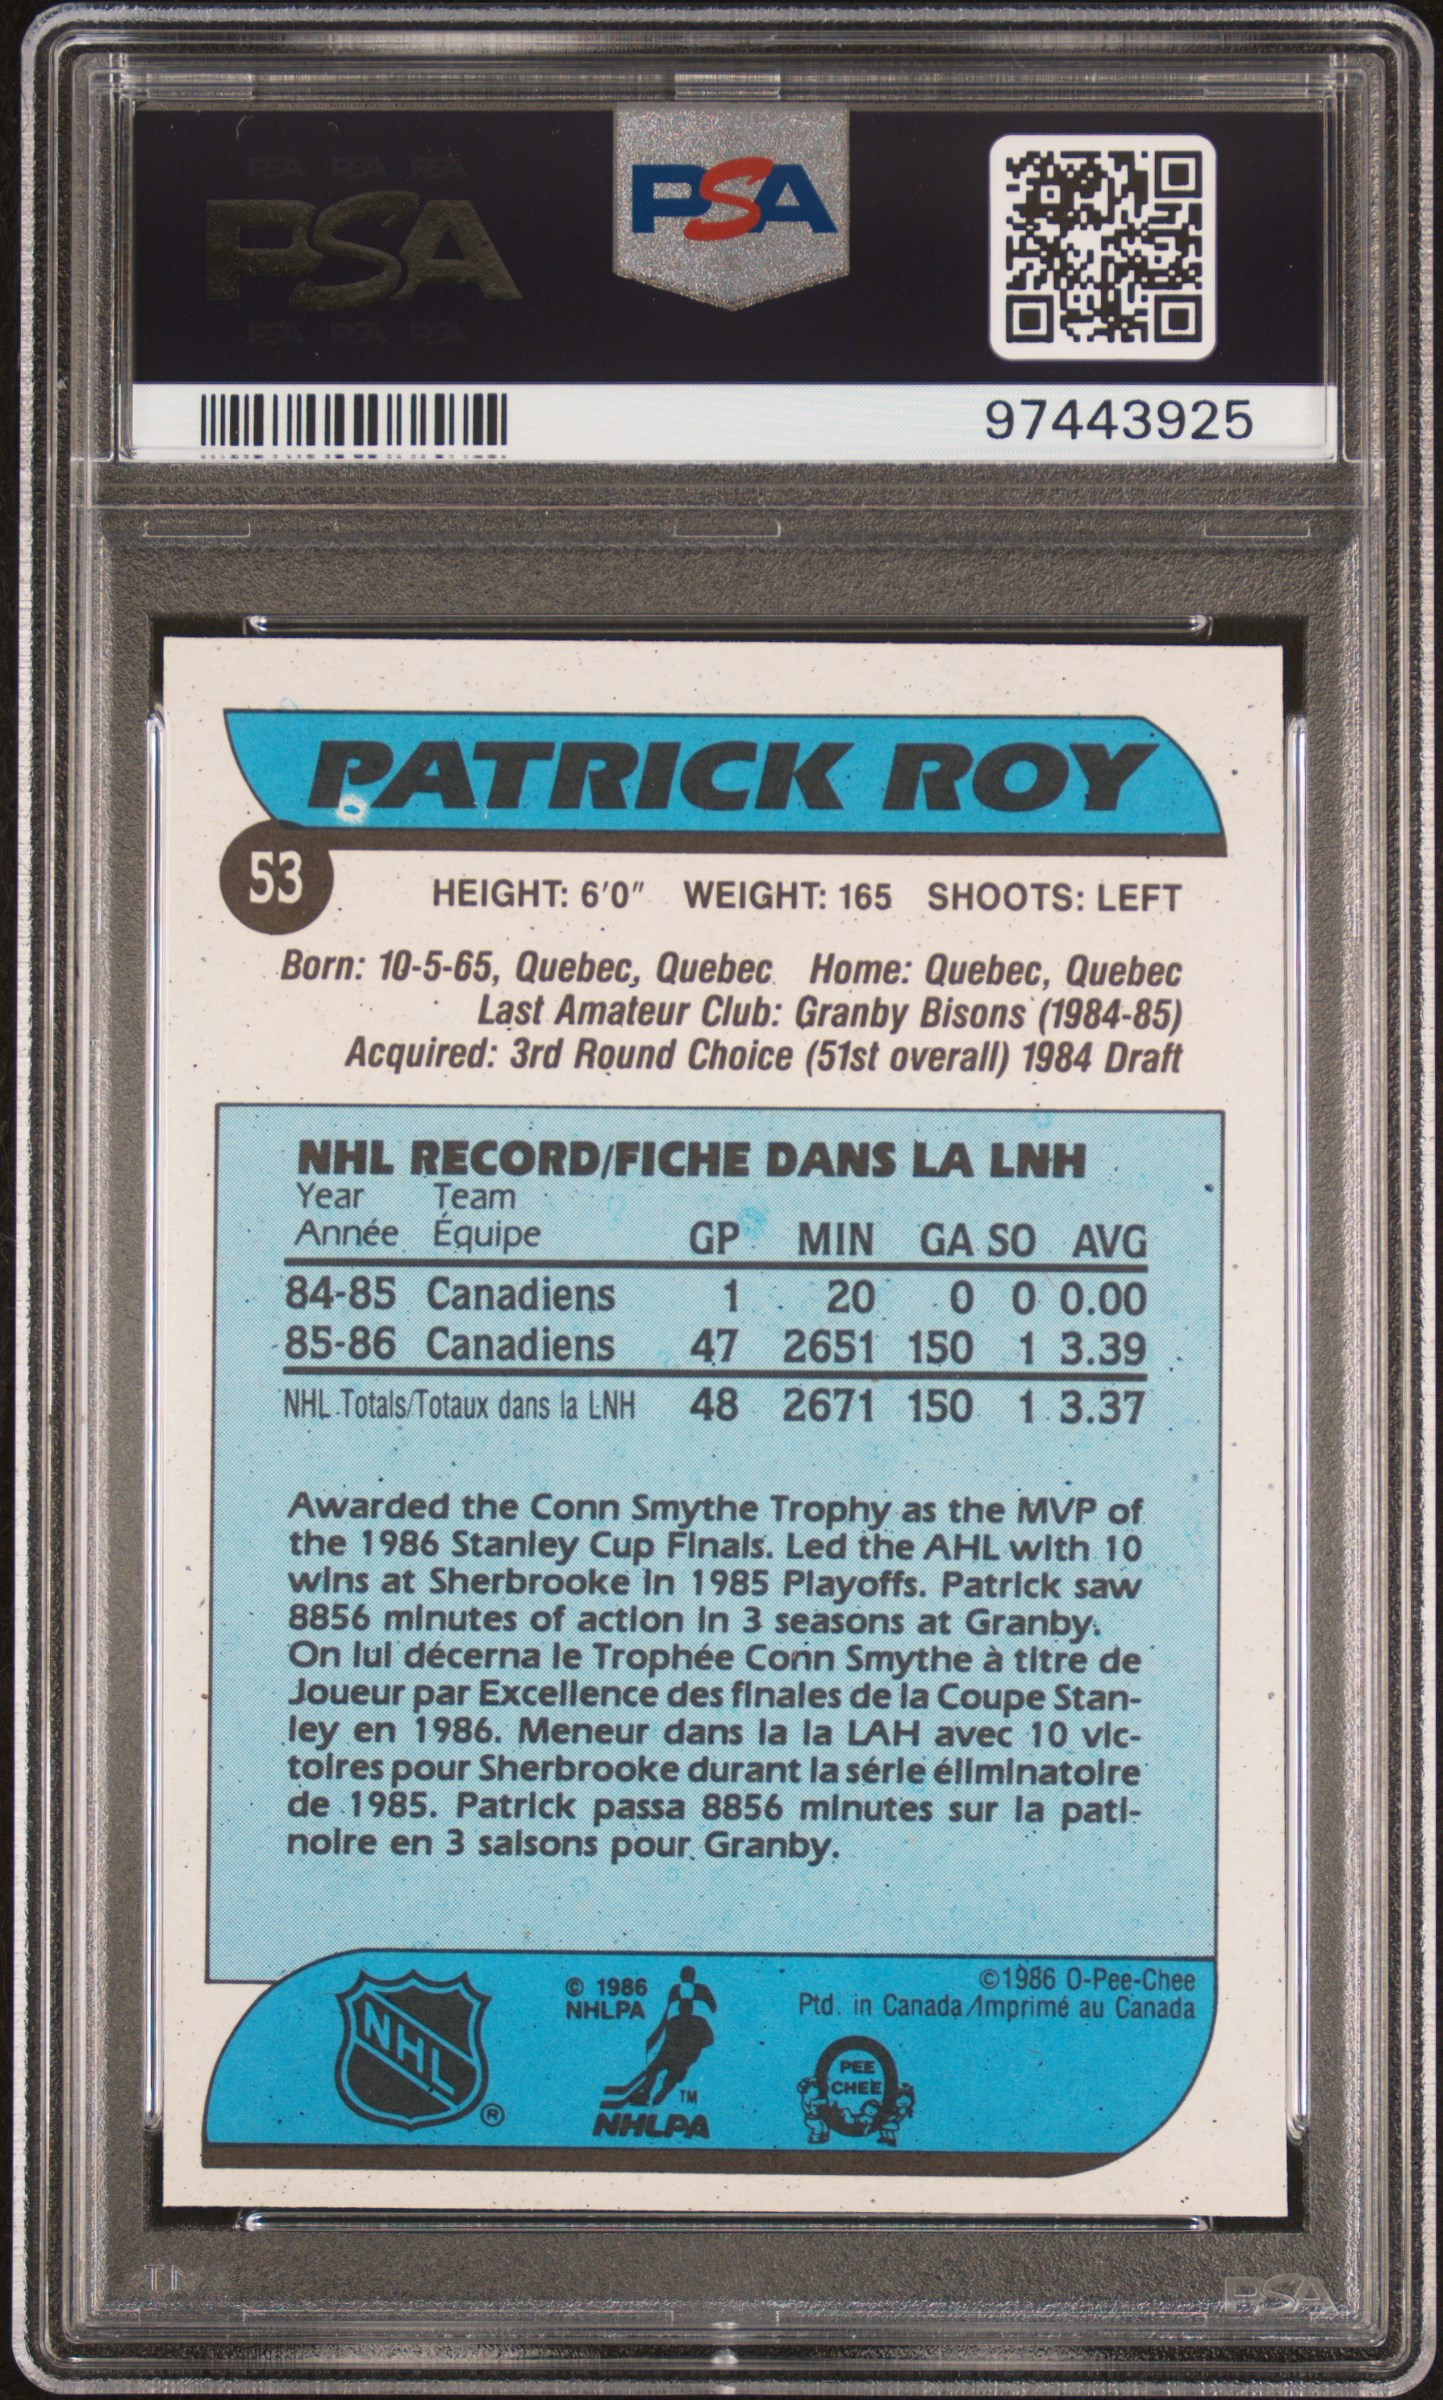 PSA PSA PSA
PSA
PSA PSA PSA
PSA
97443925
PATRICK ROY
53
HEIGHT: 6'0" WEIGHT: 165 SHOOTS: LEFT
Born: 10-5-65, Quebec, Quebec Home: Quebec, Quebec
Last Amateur Club: Granby Bisons (1984-85)
Acquired: 3rd Round Choice (51st overall) 1984 Draft
NHL RECORD/FICHE DANS LA LNH
Year Team
Année Équipe GP MIN GA SO AVG
84-85 Canadiens 1 20 0 0 0.00
85-86 Canadiens 47 2651 150 1 3.39
NHL Totals/Totaux dans la LNH 48 2671 150 1 3.37
Awarded the Conn Smythe Trophy as the MVP of
the 1986 Stanley Cup Finals. Led the AHL with 10
wins at Sherbrooke in 1985 Playoffs. Patrick saw
8856 minutes of action in 3 seasons at Granby.
On lui décerna le Trophée Conn Smythe à titre de
Joueur par Excellence des finales de la Coupe Stan-
ley en 1986. Meneur dans la la LAH avec 10 vic-
toires pour Sherbrooke durant la série éliminatoire
de 1985. Patrick passa 8856 minutes sur la pati-
noire en 3 saisons pour Granby.
NHL
®
© 1986
NHLPA
TM
NHLPA
©1986 O-Pee-Chee
Ptd. in Canada/Imprimé au Canada
PEE
CHEE
PSA